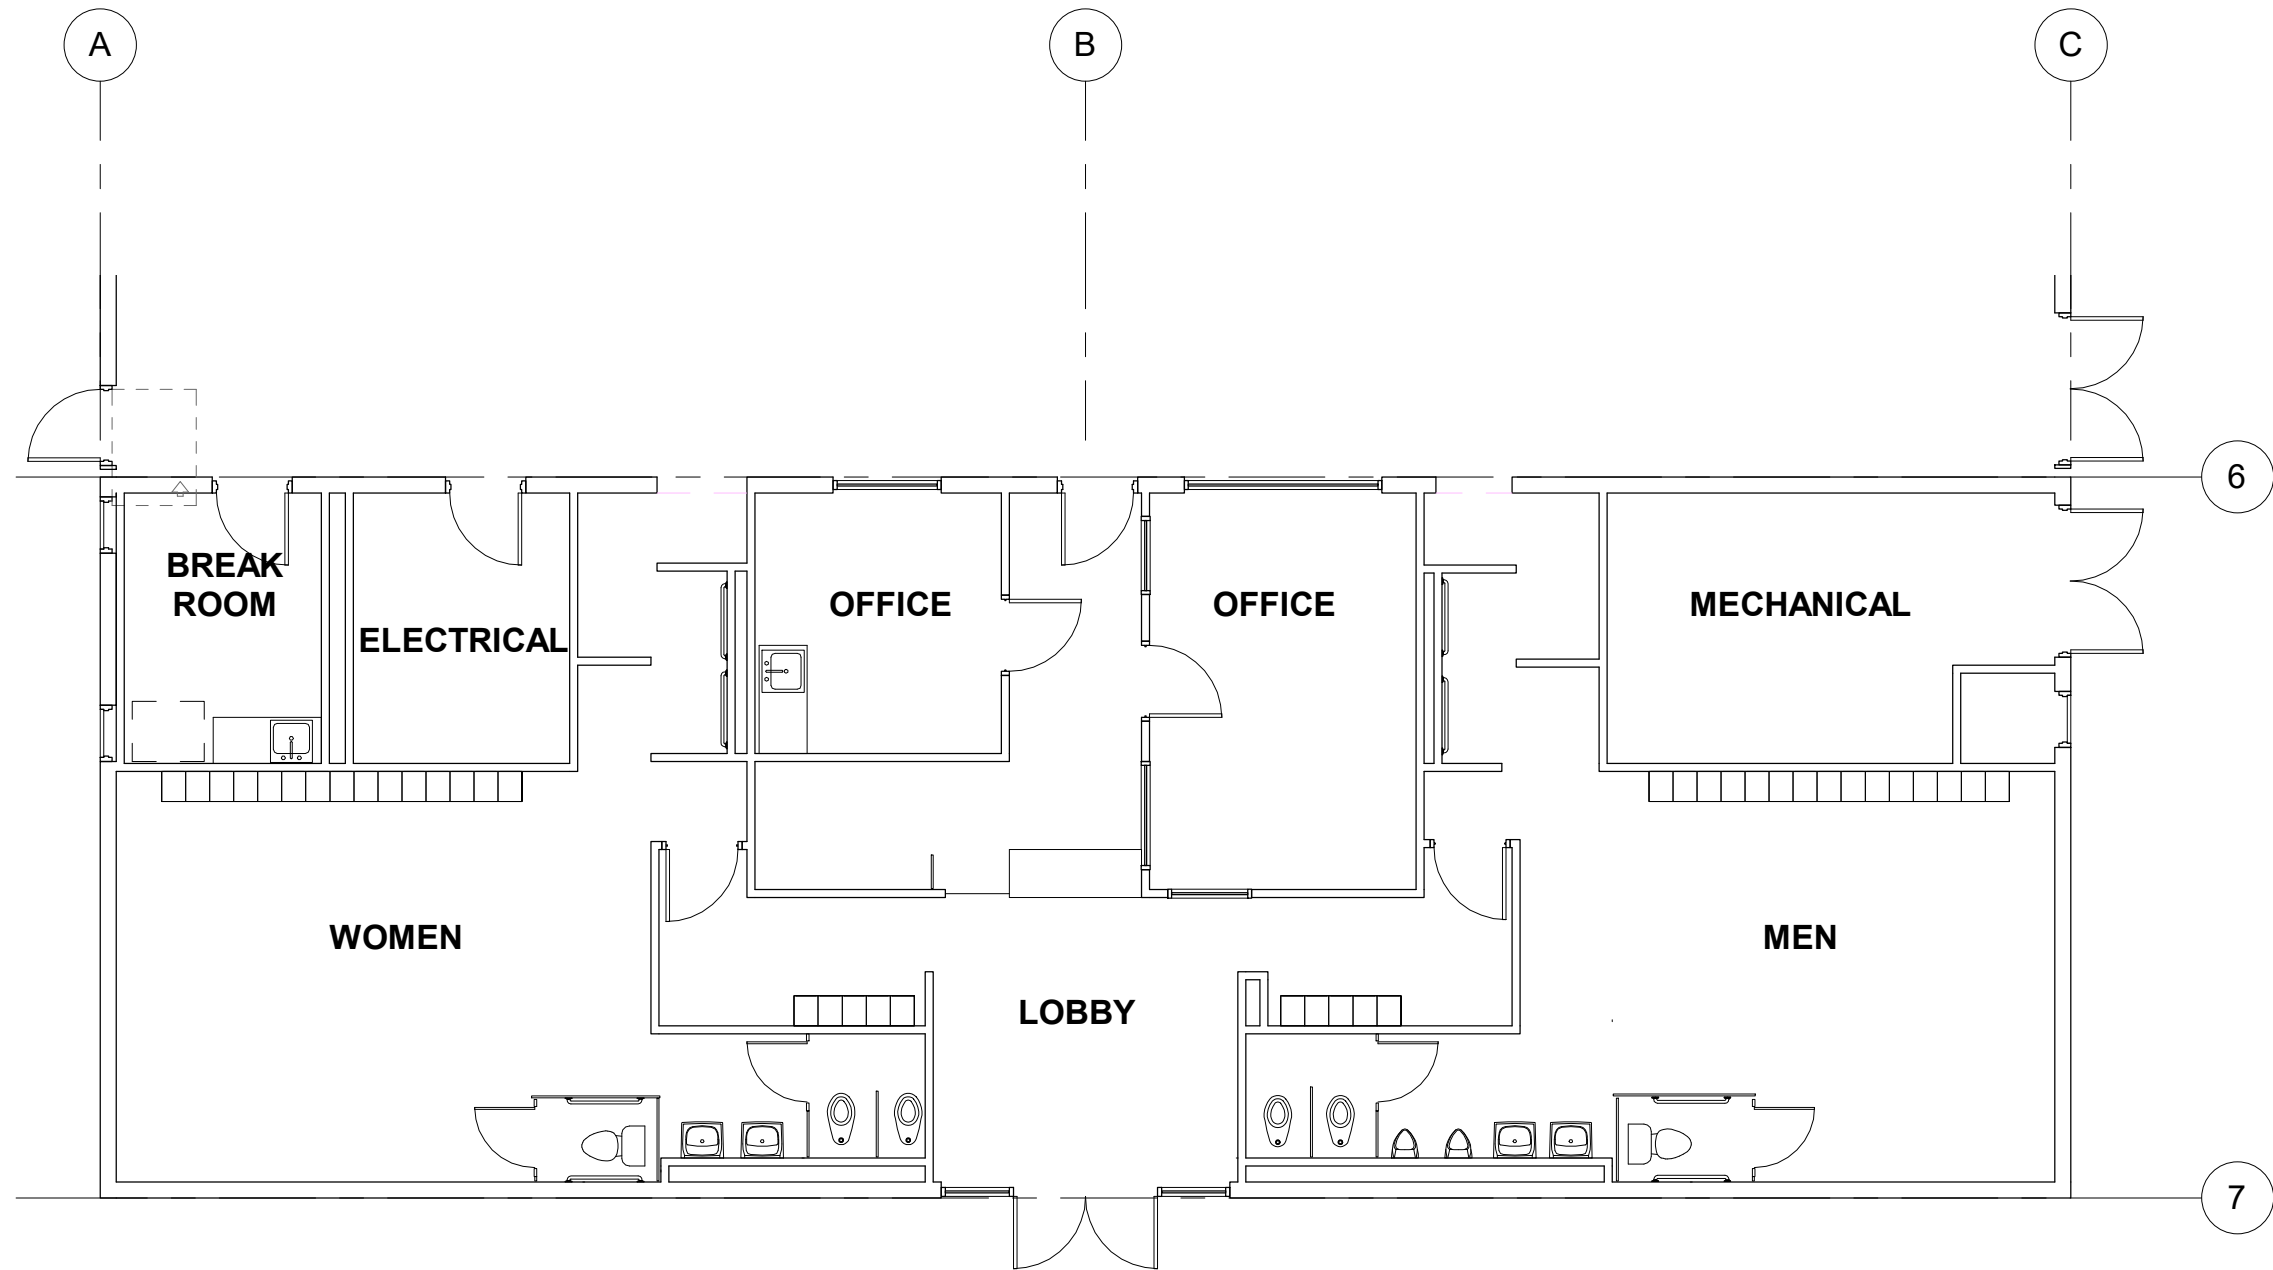 A
B
C
6
BREAK
ROOM
ELECTRICAL
OFFICE
OFFICE
MECHANICAL
WOMEN
LOBBY
MEN
7